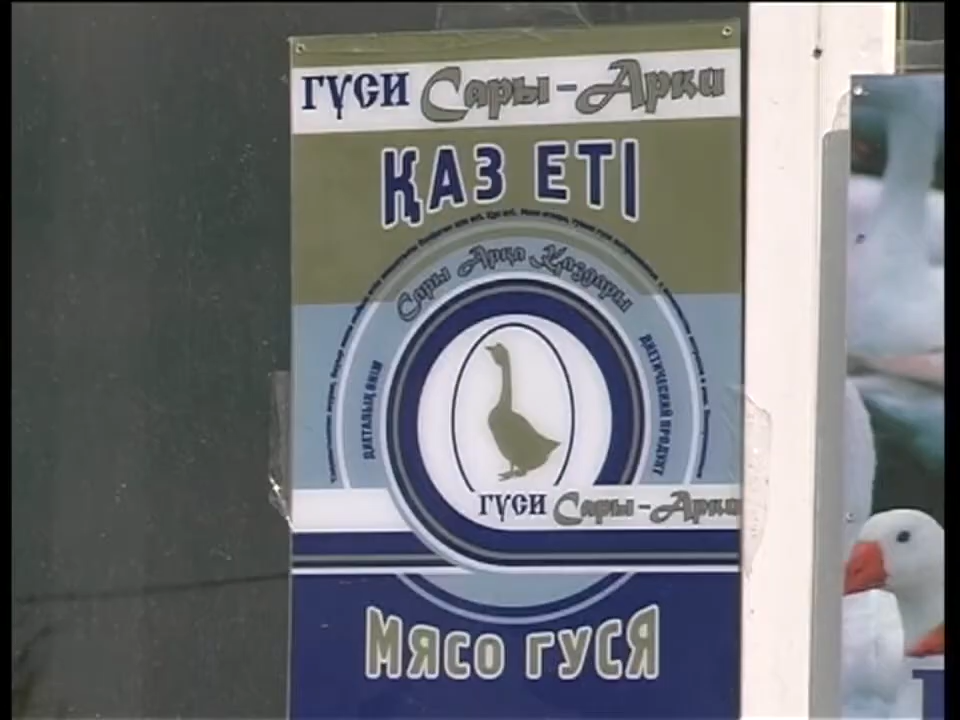 ГУСИ Сары-Арки
ҚАЗ ЕТІ
Сары Арқа Қаздары
ДИЕТАЛЫҚ ӨНІМ
ДИЕТИЧЕСКИЙ ПРОДУКТ
ГУСИ Сары-Арки
Мясо гуся